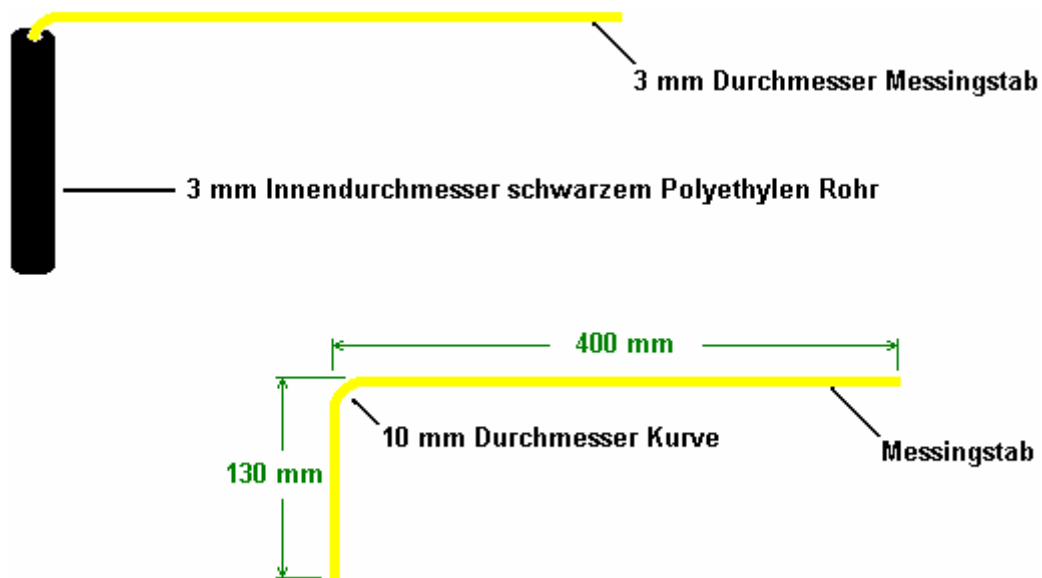 3 mm Durchmesser Messingstab
3 mm Innendurchmesser schwarzem Polyethylen Rohr
400 mm
10 mm Durchmesser Kurve
Messingstab
130 mm